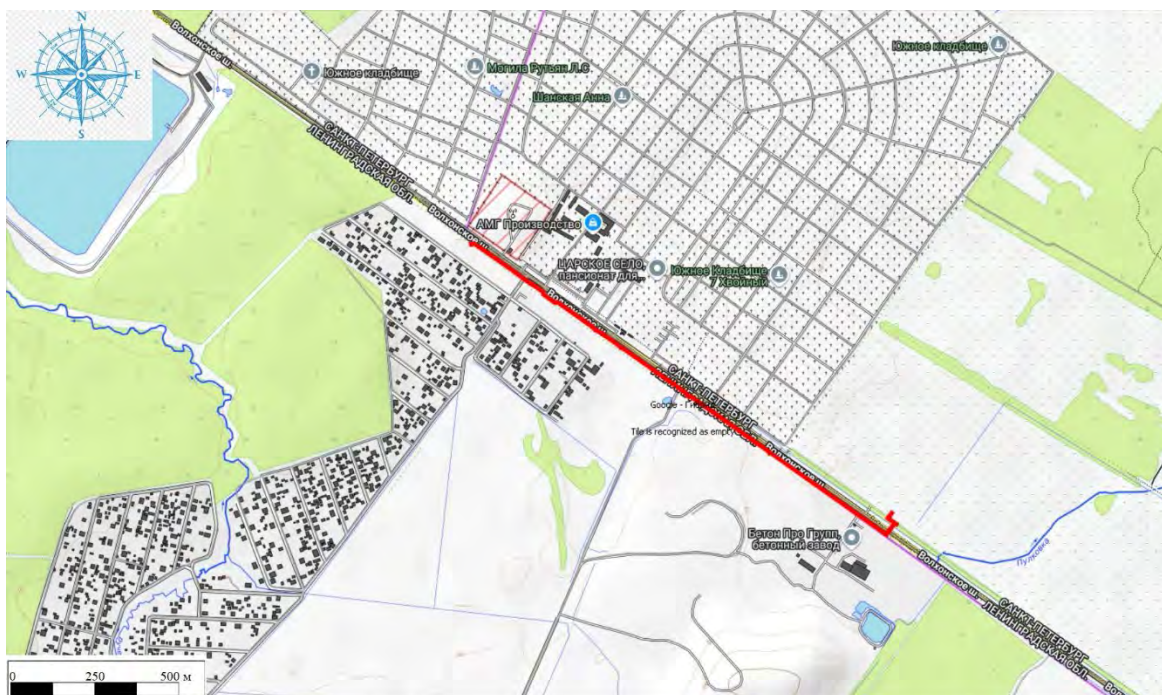 N
W E
S
Волхонское ш.
Южное кладбище
Могила Рутьян Л.С
Шанская Анна
Южное кладбище
САНКТ-ПЕТЕРБУРГ
ЛЕНИНГРАДСКАЯ ОБЛ.
Волхонское ш.
АМГ Производство
ЦАРСКОЕ СЕЛО,
пансионат для...
Южное Кладбище
7 Хвойный
Волхонское ш.
САНКТ-ПЕТЕРБУРГ
Google -
Tile is recognized as empty
Волхонское ш.
Бетон Про Групп,
бетонный завод
Пулковка
Волхонское ш.
САНКТ-ПЕТЕРБУРГ
ЛЕНИНГРАДСКАЯ ОБЛ.
Волхонское
0 250 500 м